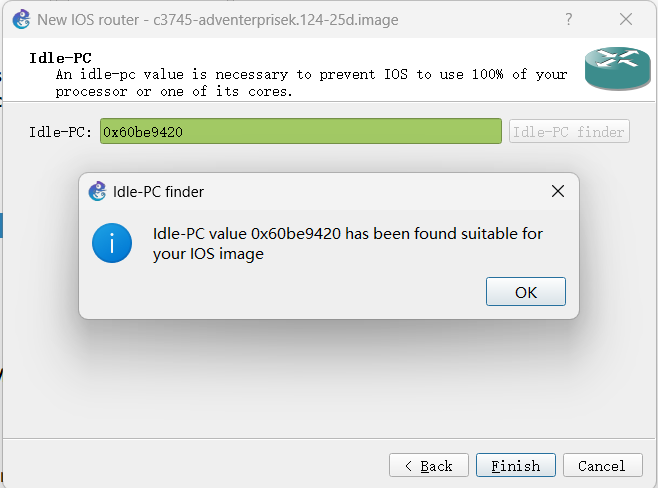 New IOS router - c3745-adventerprisek.124-25d.image
Idle-PC
An idle-pc value is necessary to prevent IOS to use 100% of your
processor or one of its cores.
Idle-PC: 0x60be9420 Idle-PC finder
Idle-PC finder
Idle-PC value 0x60be9420 has been found suitable for
your IOS image
OK
< Back Finish Cancel